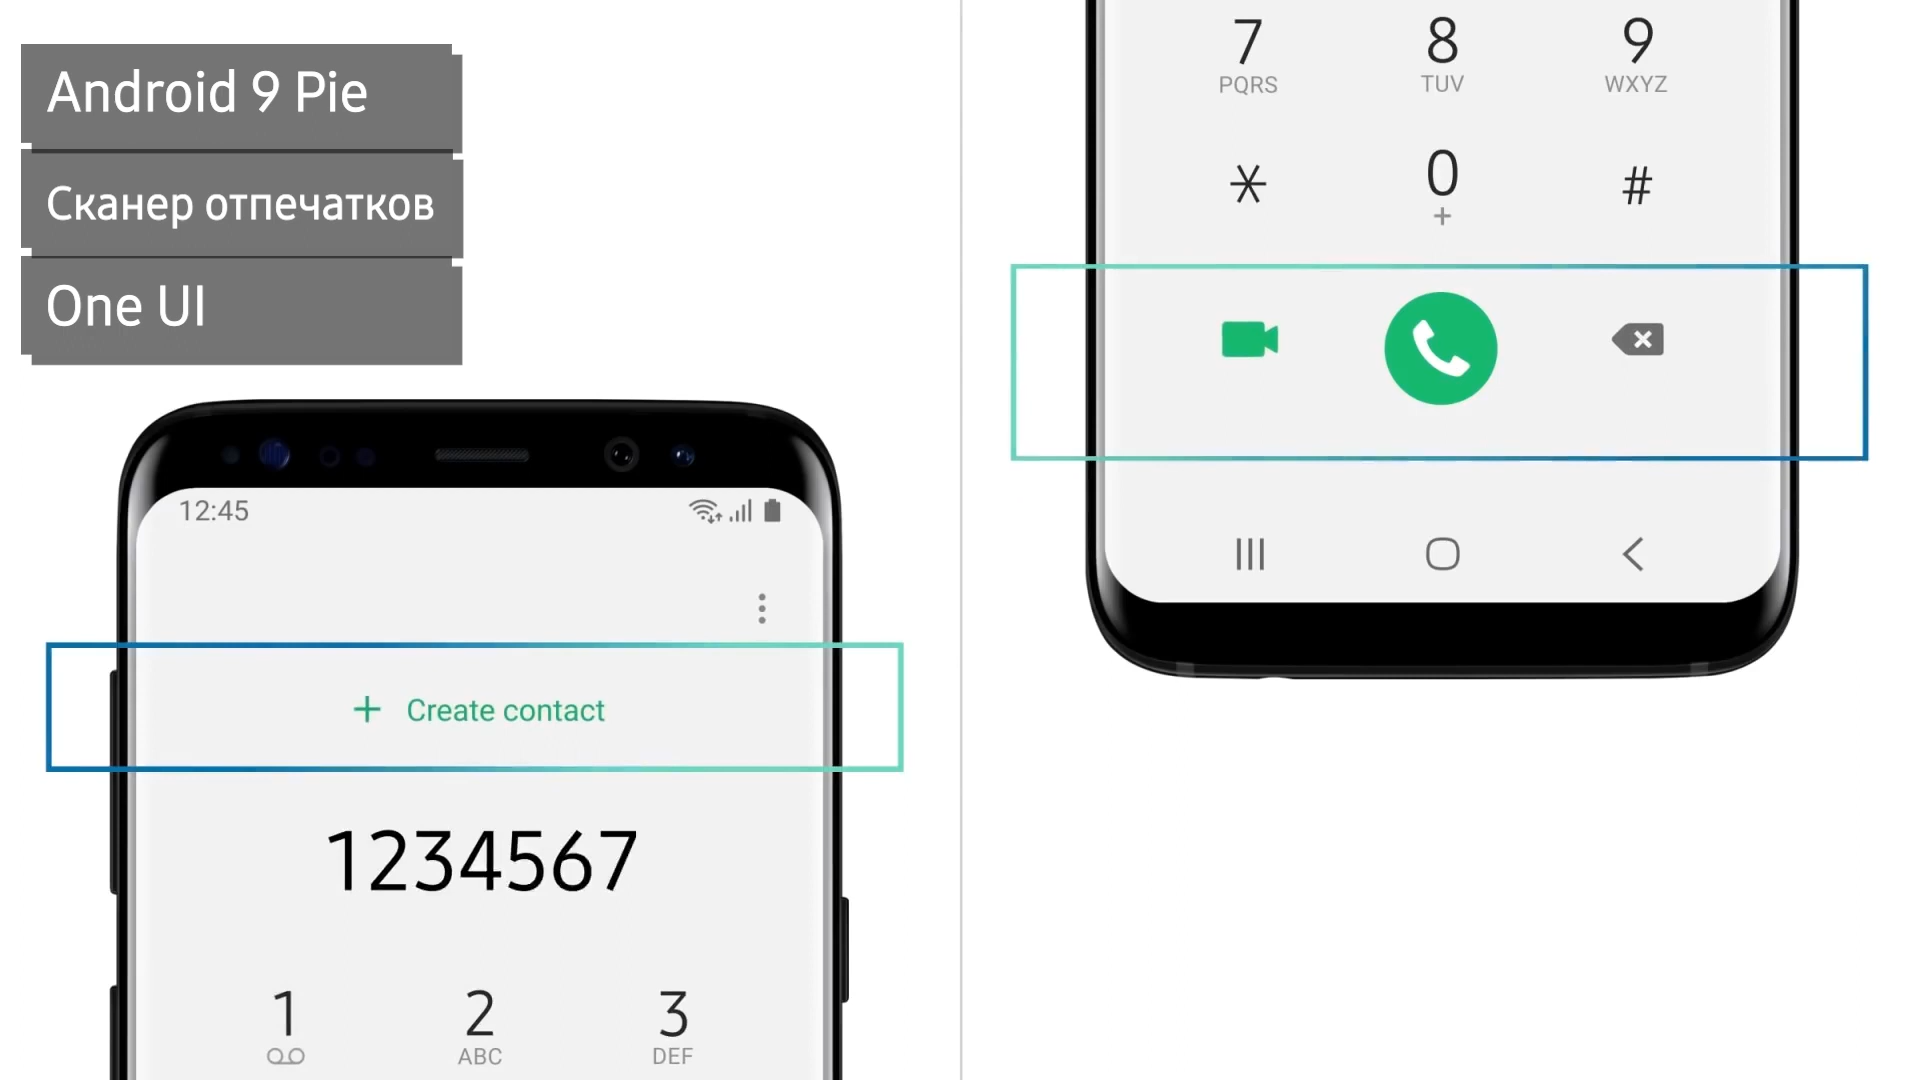 Android 9 Pie
Сканер отпечатков
One UI
12:45
+ Create contact
1234567
1 2 3
ABC DEF
7 8 9
PQRS TUV WXYZ
* 0 #
+